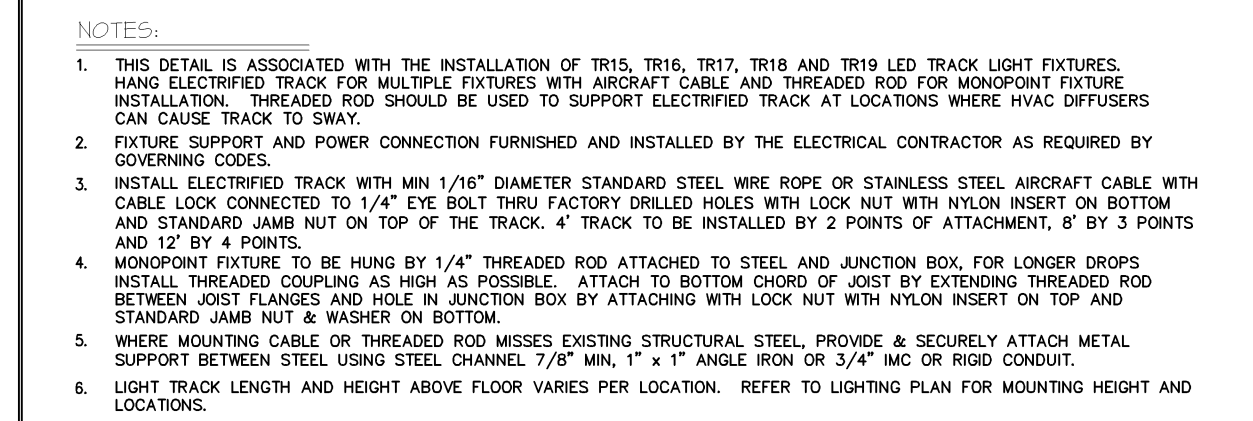 NOTES:
1. THIS DETAIL IS ASSOCIATED WITH THE INSTALLATION OF TR15, TR16, TR17, TR18 AND TR19 LED TRACK LIGHT FIXTURES.
HANG ELECTRIFIED TRACK FOR MULTIPLE FIXTURES WITH AIRCRAFT CABLE AND THREADED ROD FOR MONOPOINT FIXTURE
INSTALLATION. THREADED ROD SHOULD BE USED TO SUPPORT ELECTRIFIED TRACK AT LOCATIONS WHERE HVAC DIFFUSERS
CAN CAUSE TRACK TO SWAY.
2. FIXTURE SUPPORT AND POWER CONNECTION FURNISHED AND INSTALLED BY THE ELECTRICAL CONTRACTOR AS REQUIRED BY
GOVERNING CODES.
3. INSTALL ELECTRIFIED TRACK WITH MIN 1/16" DIAMETER STANDARD STEEL WIRE ROPE OR STAINLESS STEEL AIRCRAFT CABLE WITH
CABLE LOCK CONNECTED TO 1/4" EYE BOLT THRU FACTORY DRILLED HOLES WITH LOCK NUT WITH NYLON INSERT ON BOTTOM
AND STANDARD JAMB NUT ON TOP OF THE TRACK. 4' TRACK TO BE INSTALLED BY 2 POINTS OF ATTACHMENT, 8' BY 3 POINTS
AND 12' BY 4 POINTS.
4. MONOPOINT FIXTURE TO BE HUNG BY 1/4" THREADED ROD ATTACHED TO STEEL AND JUNCTION BOX, FOR LONGER DROPS
INSTALL THREADED COUPLING AS HIGH AS POSSIBLE. ATTACH TO BOTTOM CHORD OF JOIST BY EXTENDING THREADED ROD
BETWEEN JOIST FLANGES AND HOLE IN JUNCTION BOX BY ATTACHING WITH LOCK NUT WITH NYLON INSERT ON TOP AND
STANDARD JAMB NUT & WASHER ON BOTTOM.
5. WHERE MOUNTING CABLE OR THREADED ROD MISSES EXISTING STRUCTURAL STEEL, PROVIDE & SECURELY ATTACH METAL
SUPPORT BETWEEN STEEL USING STEEL CHANNEL 7/8" MIN, 1" x 1" ANGLE IRON OR 3/4" IMC OR RIGID CONDUIT.
6. LIGHT TRACK LENGTH AND HEIGHT ABOVE FLOOR VARIES PER LOCATION. REFER TO LIGHTING PLAN FOR MOUNTING HEIGHT AND
LOCATIONS.